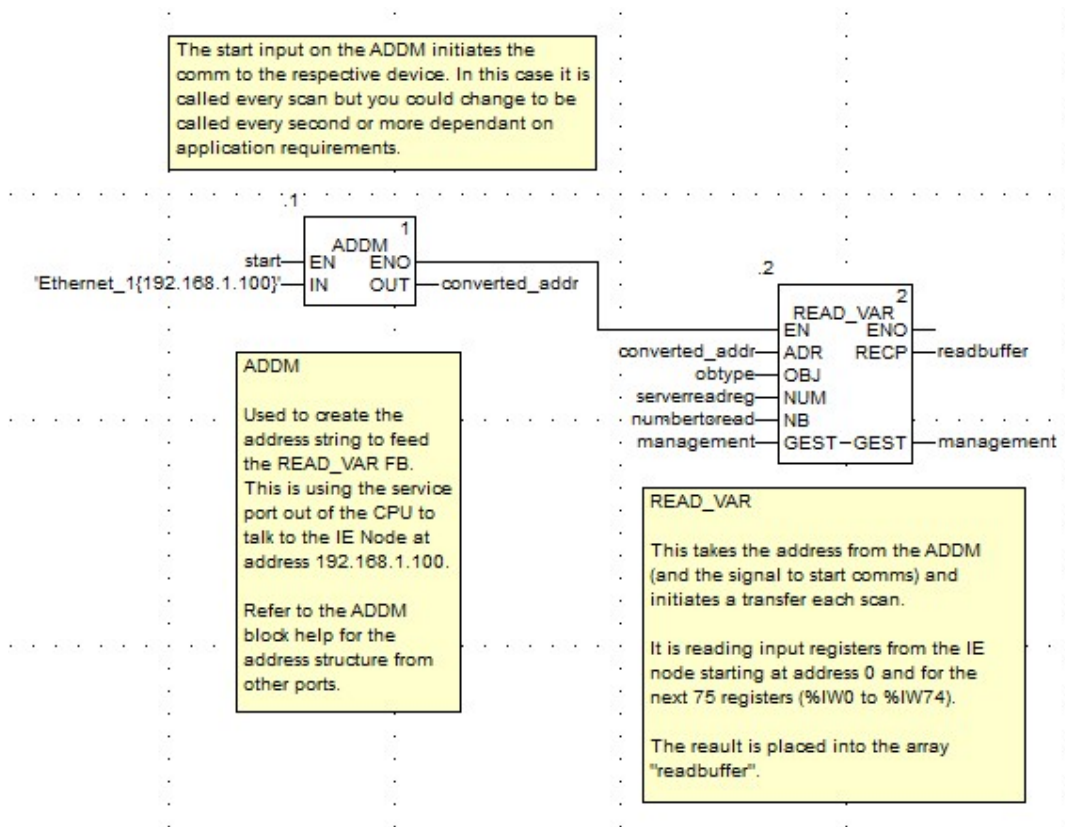 The start input on the ADDM initiates the
comm to the respective device. In this case it is
called every scan but you could change to be
called every second or more dependant on
application requirements.
.1
1
ADDM
start EN ENO
'Ethernet_1{192.168.1.100}' IN OUT converted_addr
.2
2
READ_VAR
EN ENO
converted_addr ADR RECP readbuffer
obtype OBJ
serverreadreg NUM
numbertoread NB
management GEST GEST management
ADDM
Used to create the
address string to feed
the READ_VAR FB.
This is using the service
port out of the CPU to
talk to the IE Node at
address 192.168.1.100.
Refer to the ADDM
block help for the
address structure from
other ports.
READ_VAR
This takes the address from the ADDM
(and the signal to start comms) and
initiates a transfer each scan.
It is reading input registers from the IE
node starting at address 0 and for the
next 75 registers (%IW0 to %IW74).
The reault is placed into the array
"readbuffer".